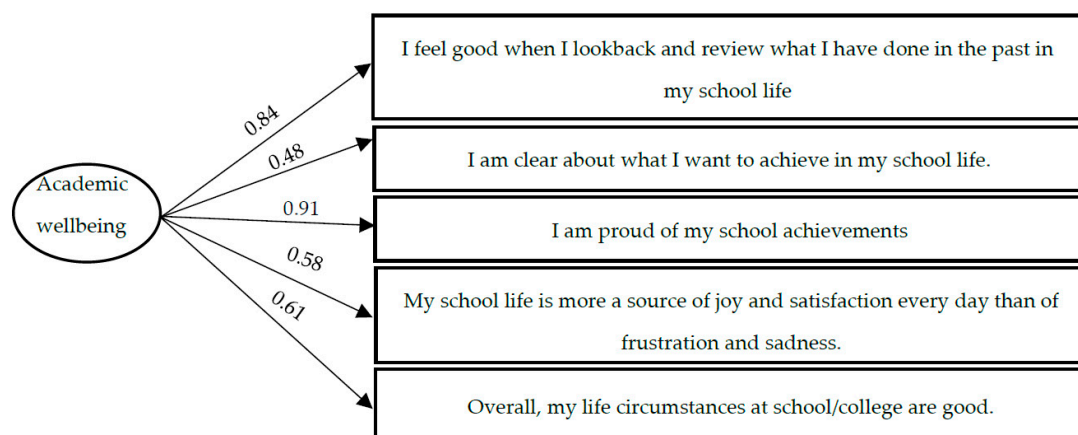 I feel good when I lookback and review what I have done in the past in
my school life
0.84
0.48
I am clear about what I want to achieve in my school life.
Academic
wellbeing
0.91
I am proud of my school achievements
0.58
My school life is more a source of joy and satisfaction every day than of
frustration and sadness.
0.61
Overall, my life circumstances at school/college are good.